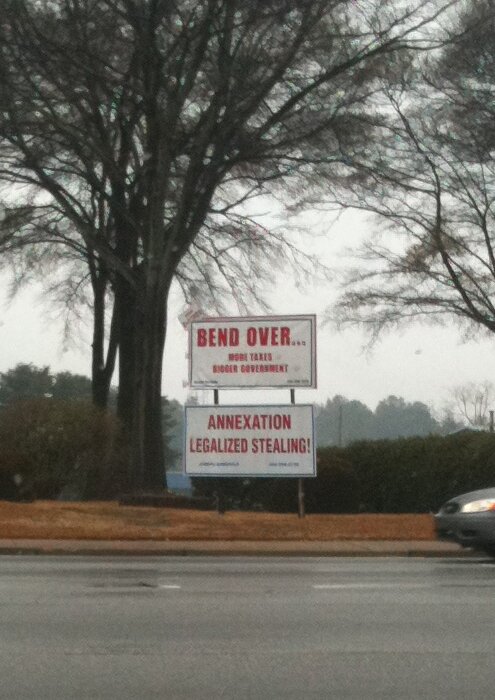 BEND OVER...
MORE TAXES
BIGGER GOVERNMENT
ANNEXATION
LEGALIZED STEALING!